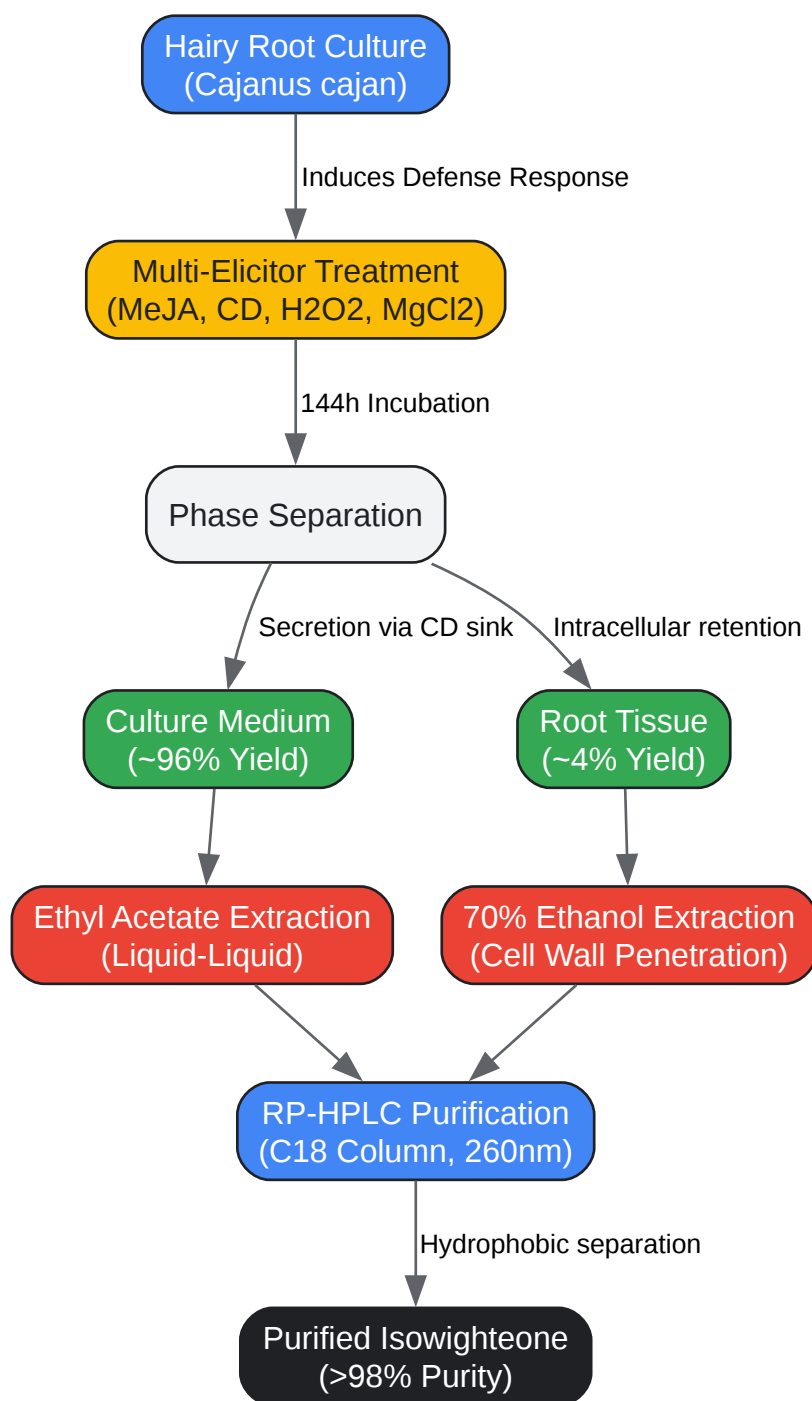 Hairy Root Culture
(Cajanus cajan)
Induces Defense Response
Multi-Elicitor Treatment
(MeJA, CD, H2O2, MgCl2)
144h Incubation
Phase Separation
Secretion via CD sink
Intracellular retention
Culture Medium
(~96% Yield)
Root Tissue
(~4% Yield)
Ethyl Acetate Extraction
(Liquid-Liquid)
70% Ethanol Extraction
(Cell Wall Penetration)
RP-HPLC Purification
(C18 Column, 260nm)
Hydrophobic separation
Purified Isowighteone
(>98% Purity)